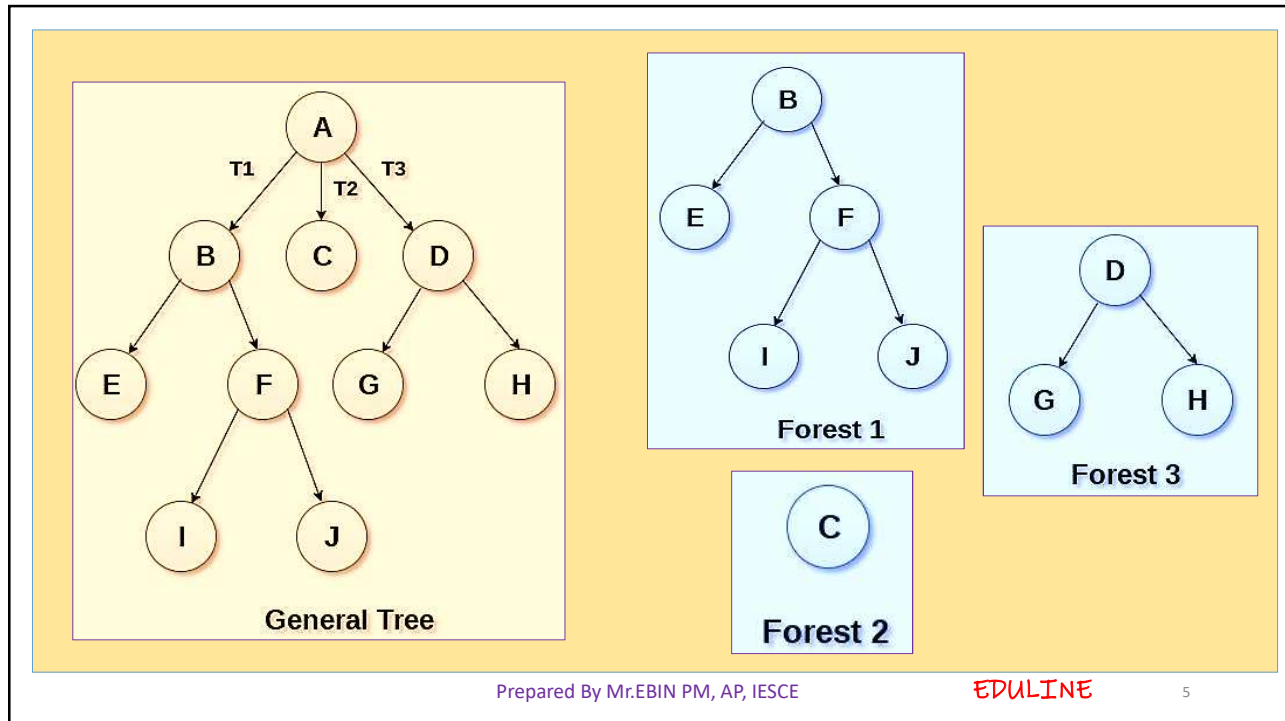 A
T1
T2
T3
B
C
D
E
F
G
H
I
J
General Tree
B
E
F
I
J
Forest 1
D
G
H
Forest 3
C
Forest 2
Prepared By Mr.EBIN PM, AP, IESCE
EDULINE
5